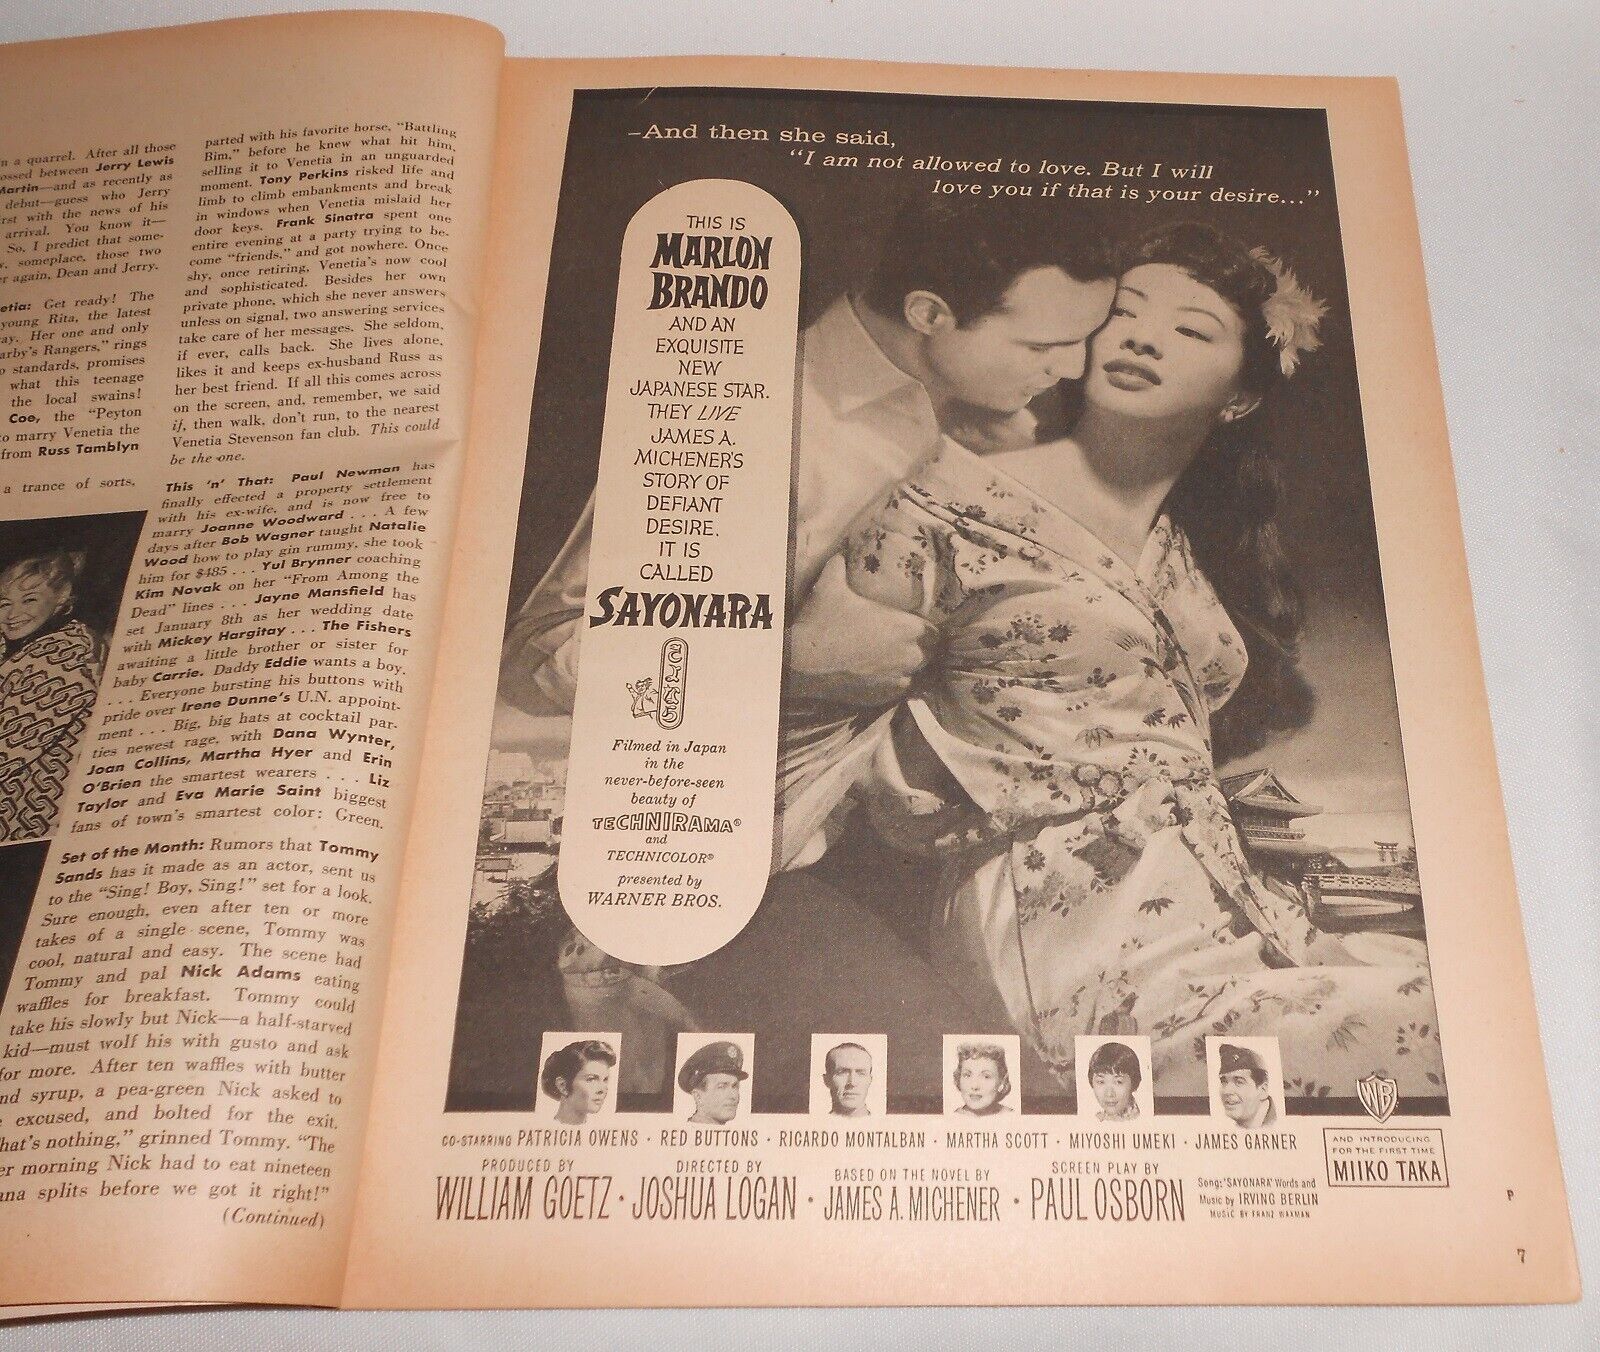 n a quarrel. After all those
ossed between Jerry Lewis
Martin—and as recently as
debut—guess who Jerry
rst with the news of his
arrival. You know it—
So, I predict that some-
someplace, those two
er again, Dean and Jerry.
etia: Get ready! The
young Rita, the latest
ay. Her one and only
arby's Rangers," rings
o standards, promises
what this teenage
the local swains!
Coe, the "Peyton
to marry Venetia the
from Russ Tamblyn
a trance of sorts,
parted with his favorite horse, "Battling
Bim," before he knew what hit him,
selling it to Venetia in an unguarded
moment. Tony Perkins risked life and
limb to climb embankments and break
in windows when Venetia mislaid her
door keys. Frank Sinatra spent one
entire evening at a party trying to be-
come "friends," and got nowhere. Once
shy, once retiring, Venetia's now cool
and sophisticated. Besides her own
private phone, which she never answers
unless on signal, two answering services
take care of her messages. She seldom,
if ever, calls back. She lives alone,
likes it and keeps ex-husband Russ as
her best friend. If all this comes across
on the screen, and, remember, we said
if, then walk, don't run, to the nearest
Venetia Stevenson fan club. This could
be the one.
This 'n' That: Paul Newman has
finally effected a property settlement
with his ex-wife, and is now free to
marry Joanne Woodward . . . A few
days after Bob Wagner taught Natalie
Wood how to play gin rummy, she took
him for $485 . . . Yul Brynner coaching
Kim Novak on her "From Among the
Dead" lines . . . Jayne Mansfield has
set January 8th as her wedding date
with Mickey Hargitay . . . The Fishers
awaiting a little brother or sister for
baby Carrie. Daddy Eddie wants a boy.
. . . Everyone bursting his buttons with
pride over Irene Dunne's U.N. appoint-
ment . . . Big, big hats at cocktail par-
ties newest rage, with Dana Wynter,
Joan Collins, Martha Hyer and Erin
O'Brien the smartest wearers . . . Liz
Taylor and Eva Marie Saint biggest
fans of town's smartest color: Green.
Set of the Month: Rumors that Tommy
Sands has it made as an actor, sent us
to the "Sing! Boy, Sing!" set for a look.
Sure enough, even after ten or more
takes of a single scene, Tommy was
cool, natural and easy. The scene had
Tommy and pal Nick Adams eating
waffles for breakfast. Tommy could
take his slowly but Nick—a half-starved
kid—must wolf his with gusto and ask
for more. After ten waffles with butter
nd syrup, a pea-green Nick asked to
excused, and bolted for the exit.
hat's nothing," grinned Tommy. "The
er morning Nick had to eat nineteen
ana splits before we got it right!"
(Continued)
—And then she said,
"I am not allowed to love. But I will
love you if that is your desire..."
THIS IS
MARLON
BRANDO
AND AN
EXQUISITE
NEW
JAPANESE STAR.
THEY LIVE
JAMES A.
MICHENER'S
STORY OF
DEFIANT
DESIRE.
IT IS
CALLED
SAYONARA
Filmed in Japan
in the
never-before-seen
beauty of
TECHNIRAMA®
and
TECHNICOLOR®
presented by
WARNER BROS.
WB
CO-STARRING PATRICIA OWENS · RED BUTTONS · RICARDO MONTALBAN · MARTHA SCOTT · MIYOSHI UMEKI · JAMES GARNER
AND INTRODUCING
FOR THE FIRST TIME
MIIKO TAKA
PRODUCED BY
WILLIAM GOETZ ·
DIRECTED BY
JOSHUA LOGAN ·
BASED ON THE NOVEL BY
JAMES A. MICHENER ·
SCREEN PLAY BY
PAUL OSBORN
Song: 'SAYONARA' Words and
Music by IRVING BERLIN
MUSIC BY FRANZ WAXMAN
P
7